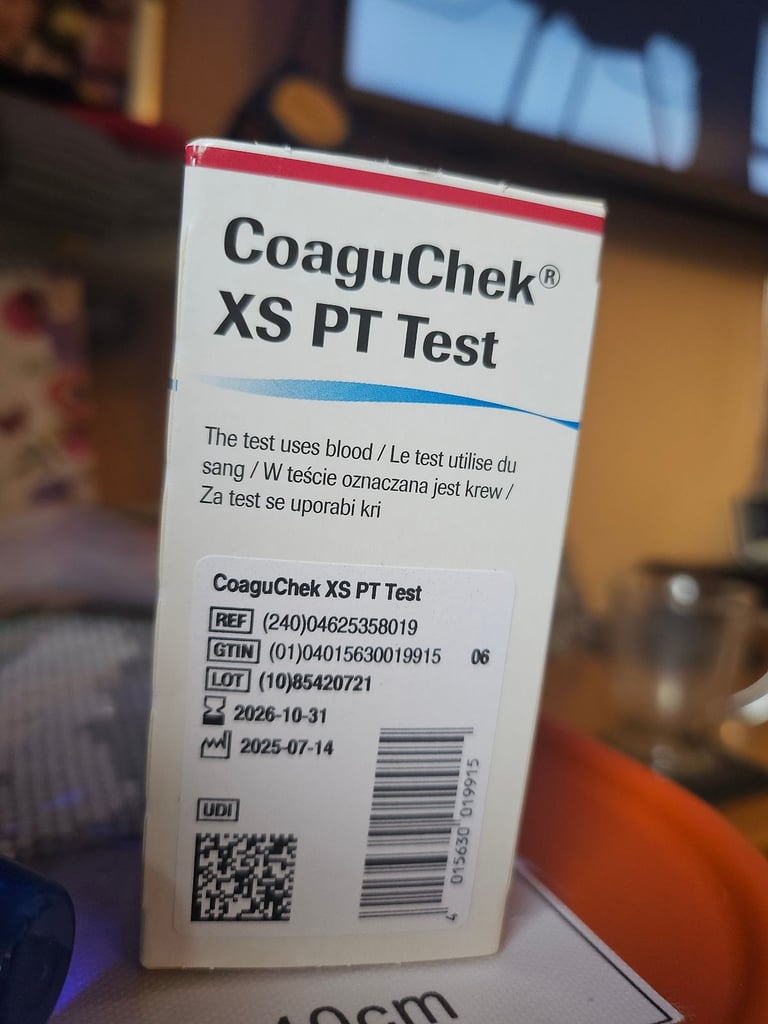 CoaguChek®
XS PT Test
The test uses blood / Le test utilise du
sang / W teście oznaczana jest krew /
Za test se uporabi kri
CoaguChek XS PT Test
REF (240)04625358019
GTIN (01)04015630019915 06
LOT (10)85420721
2026-10-31
2025-07-14
UDI
4 015630 019915
10cm